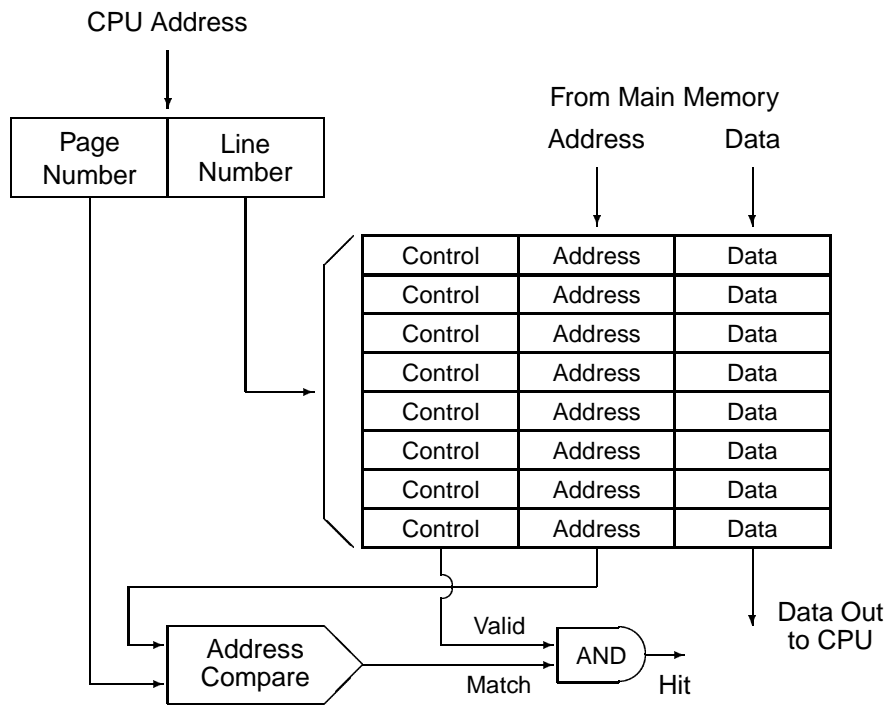 CPU Address
From Main Memory
Page
Number
Line
Number
Address Data
Control Address Data
Control Address Data
Control Address Data
Control Address Data
Control Address Data
Control Address Data
Control Address Data
Control Address Data
Data Out
to CPU
Valid
Address
Compare
AND
Match
Hit